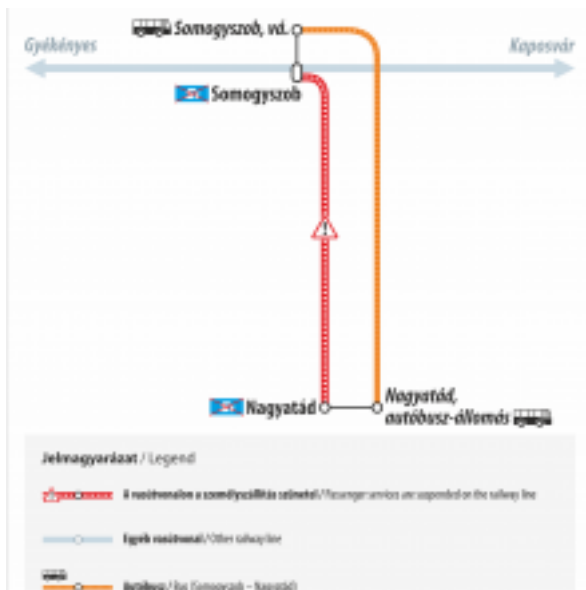 Somogyszob, vá.
Gyékényes
Kaposvár
Somogyszob
Nagyatád
Nagyatád,
autóbusz-állomás
Jelmagyarázat / Legend
A vasútvonalon a személyszállítás szünetel / Passenger services are suspended on the railway line
Egyéb vasútvonal / Other railway line
Autóbusz / Bus (Somogyszob – Nagyatád)